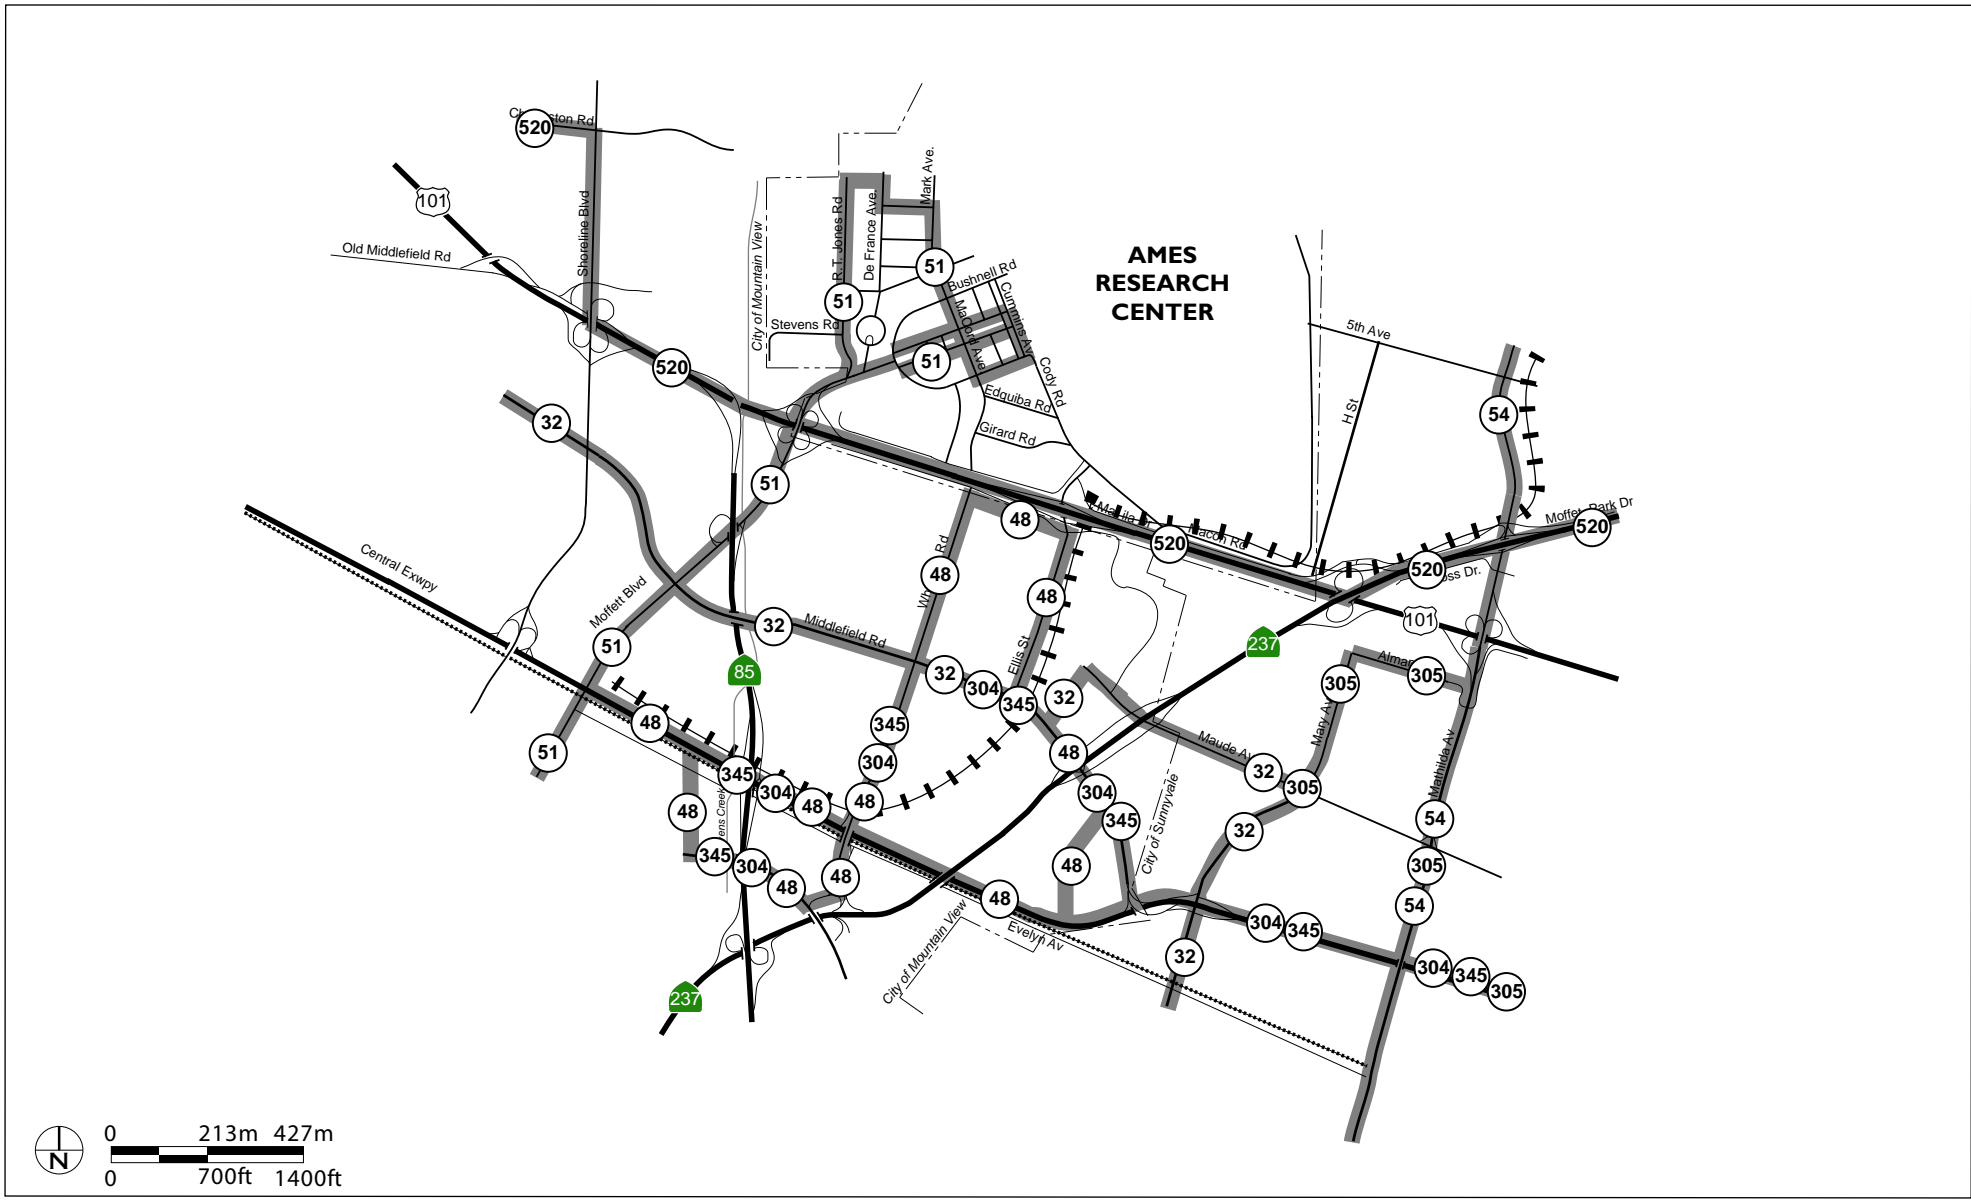 520
Shoreline Blvd
101
Old Middlefield Rd
City of Mountain View
R.T. Jones Rd
De France Ave.
Mark Ave.
51
51
Bushnell Rd
AMES
RESEARCH
CENTER
Stevens Rd
Cummins Av
51
Cody Rd
Edquiba Rd
Girard Rd
5th Ave
H St
54
520
32
51
48
Macon Rd
520
Moffet Park Dr
520
520
Central Exwpy
Moffett Blvd
48
Rd
48
Ellis St
101
237
51
32
Middlefield Rd
85
32
304
345
32
305
305
Mary Av
Mathilda Av
51
48
345
304
48
345
304
48
48
Maude Av
32
305
304
345
54
32
305
54
City of Sunnyvale
48
345
304
48
48
48
48
Evelyn Av
City of Mountain View
304
345
32
304
345
305
237
N
0 213m 427m
0 700ft 1400ft